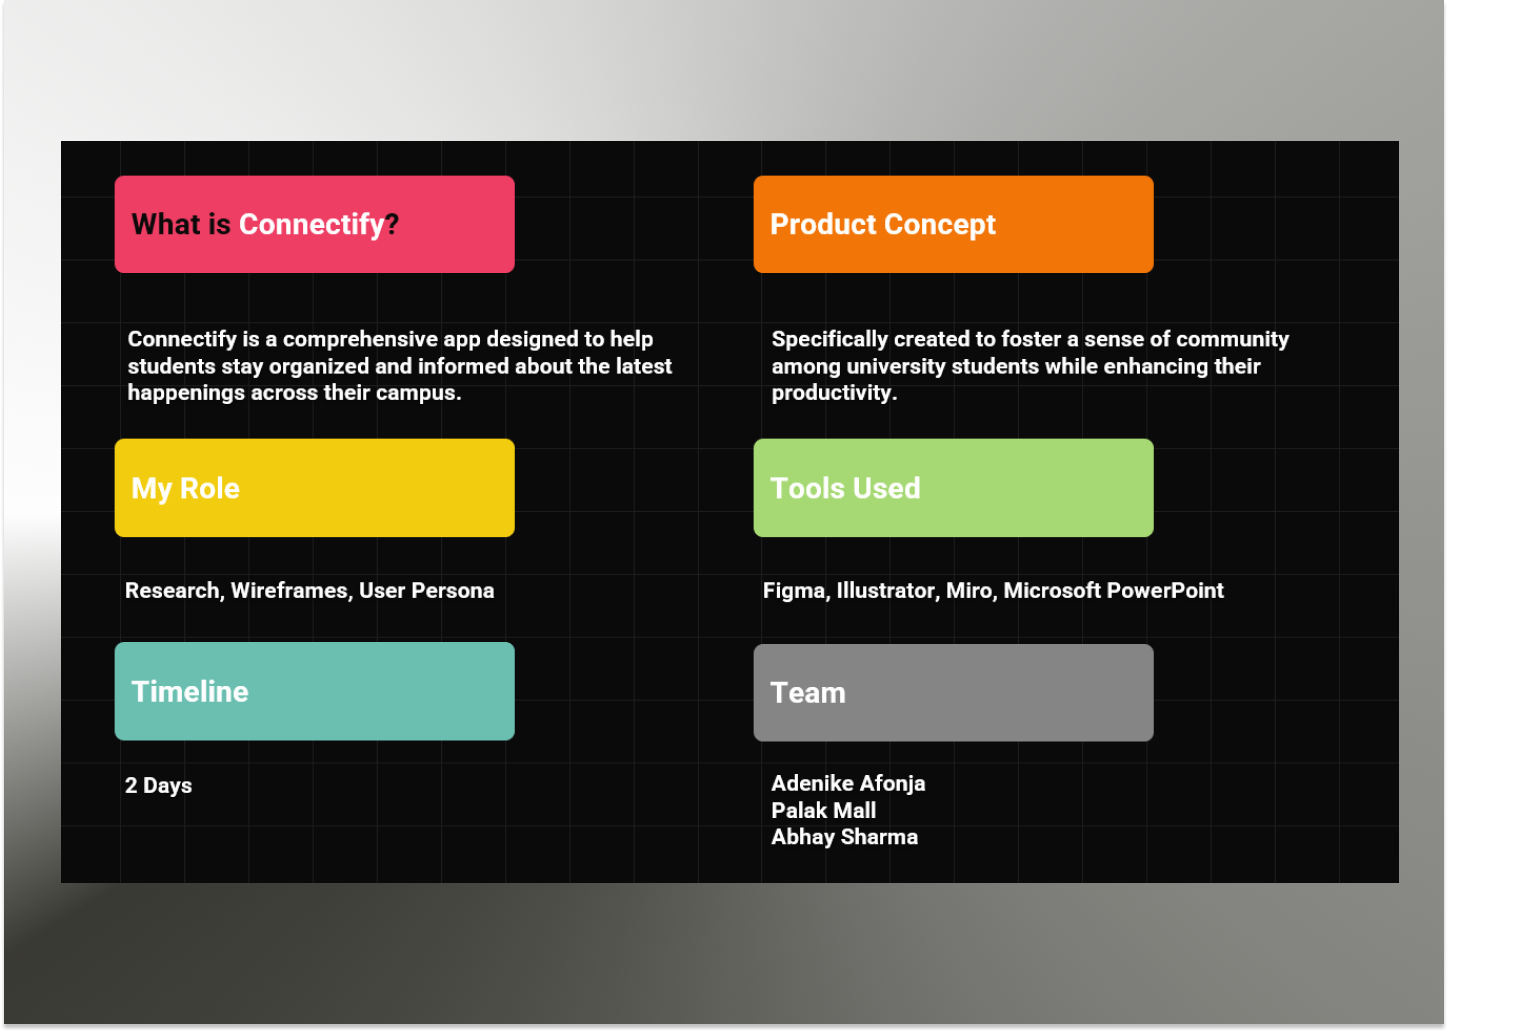 What is Connectify?
Connectify is a comprehensive app designed to help
students stay organized and informed about the latest
happenings across their campus.
Product Concept
Specifically created to foster a sense of community
among university students while enhancing their
productivity.
My Role
Research, Wireframes, User Persona
Tools Used
Figma, Illustrator, Miro, Microsoft PowerPoint
Timeline
2 Days
Team
Adenike Afonja
Palak Mall
Abhay Sharma